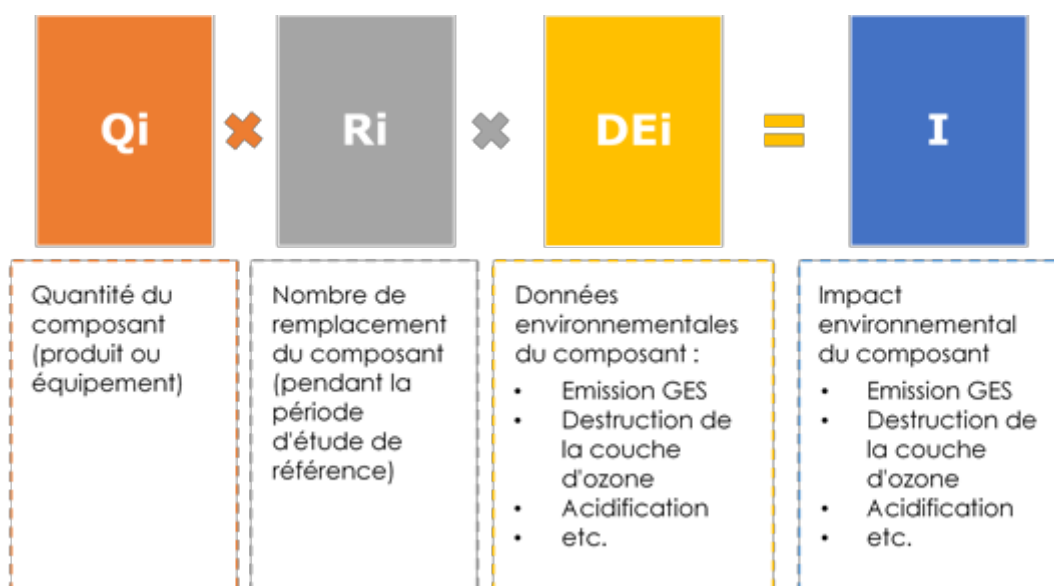 Qi
Ri
DEi
I
Quantité du
composant
(produit ou
équipement)
Nombre de
remplacement
du composant
(pendant la
période
d'étude de
référence)
Données
environnementales
du composant :
• Emission GES
• Destruction de
la couche
d'ozone
• Acidification
• etc.
Impact
environnemental
du composant
• Emission GES
• Destruction de
la couche
d'ozone
• Acidification
• etc.